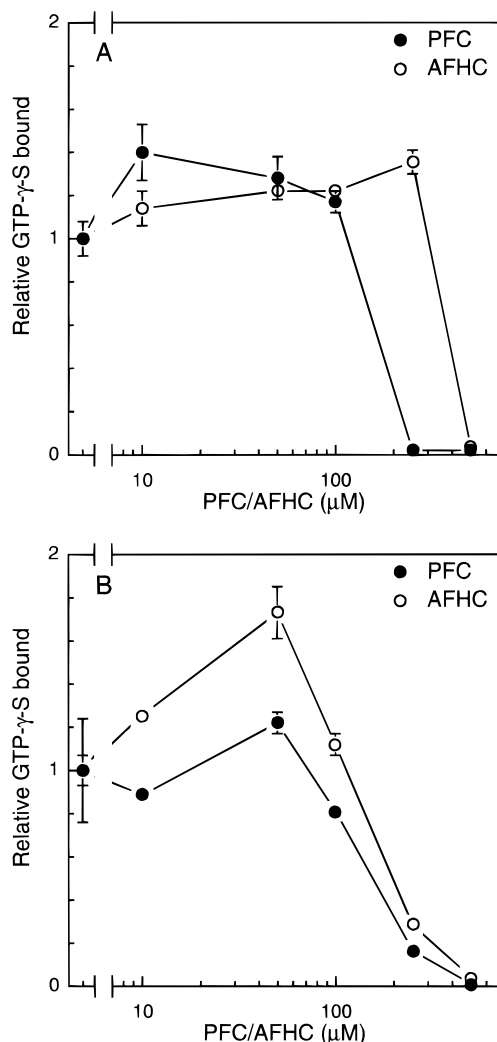 2
A
PFC
AFHC
Relative GTP-γ-S bound
1
0
10
100
PFC/AFHC (μM)
2
B
PFC
AFHC
Relative GTP-γ-S bound
1
0
10
100
PFC/AFHC (μM)